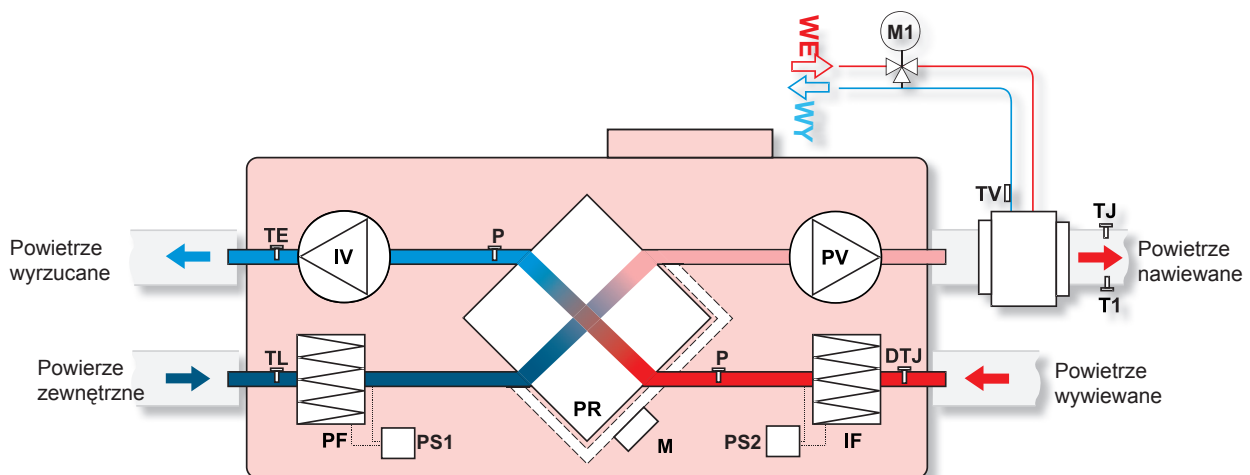 WE
M1
WY
TV
TJ
Powietrze
wyrzucane
TE
IV
P
PV
Powietrze
nawiewane
T1
Powierze
zewnętrzne
TL
P
DTJ
Powietrze
wywiewane
PR
PF
PS1
M
PS2
IF